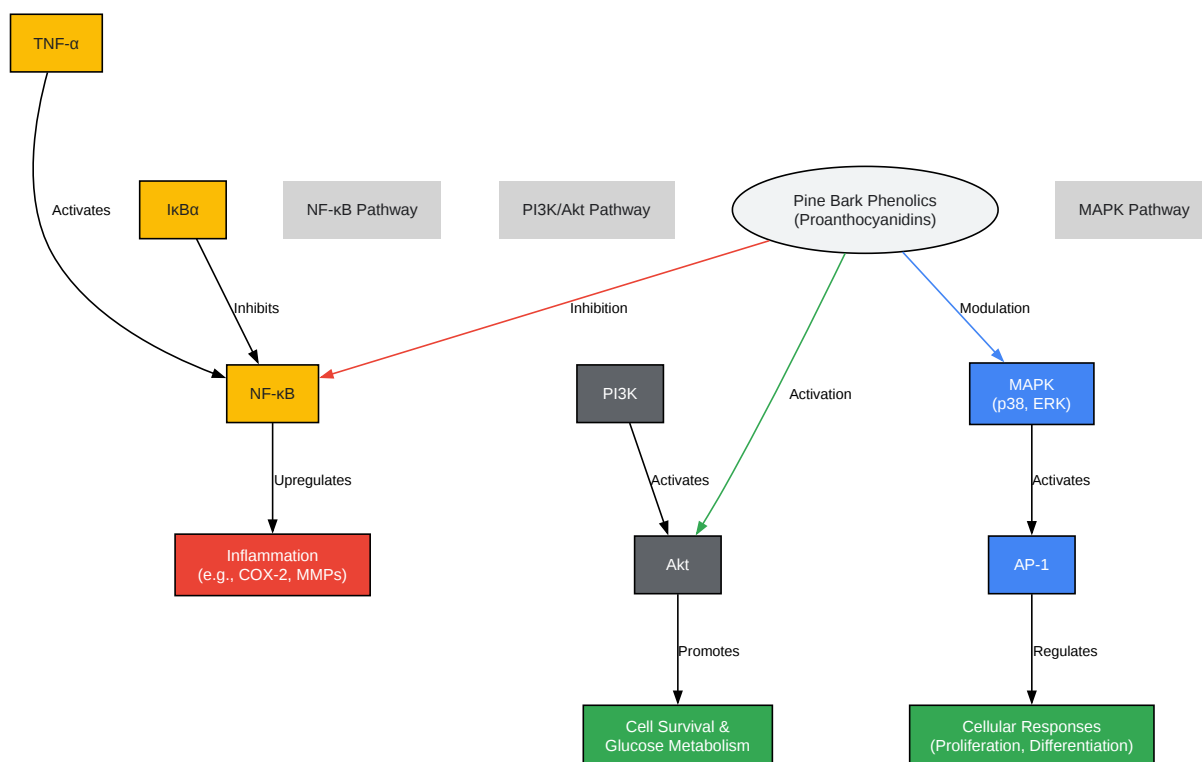 TNF-α
Activates
IκBα
NF-κB Pathway
PI3K/Akt Pathway
Pine Bark Phenolics
(Proanthocyanidins)
MAPK Pathway
Inhibits
Inhibition
Modulation
NF-κB
PI3K
Activation
MAPK
(p38, ERK)
Upregulates
Activates
Activates
Inflammation
(e.g., COX-2, MMPs)
Akt
AP-1
Promotes
Regulates
Cell Survival &
Glucose Metabolism
Cellular Responses
(Proliferation, Differentiation)